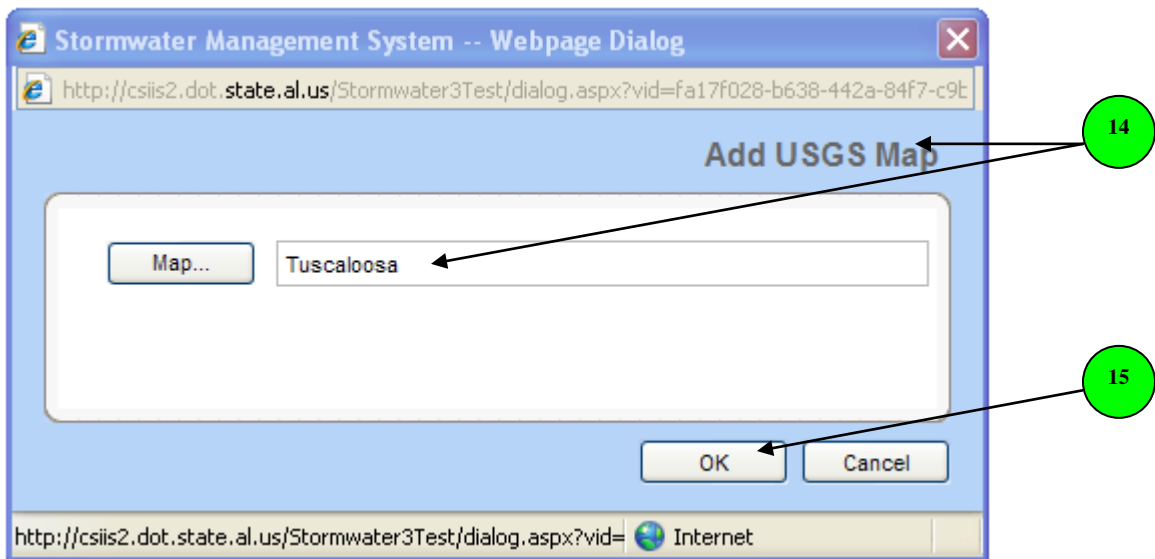 Stormwater Management System -- Webpage Dialog
http://csiis2.dot.state.al.us/Stormwater3Test/dialog.aspx?vid=fa17f028-b638-442a-84f7-c9b
Add USGS Map
14
Map... Tuscaloosa
15
OK Cancel
http://csiis2.dot.state.al.us/Stormwater3Test/dialog.aspx?vid= Internet